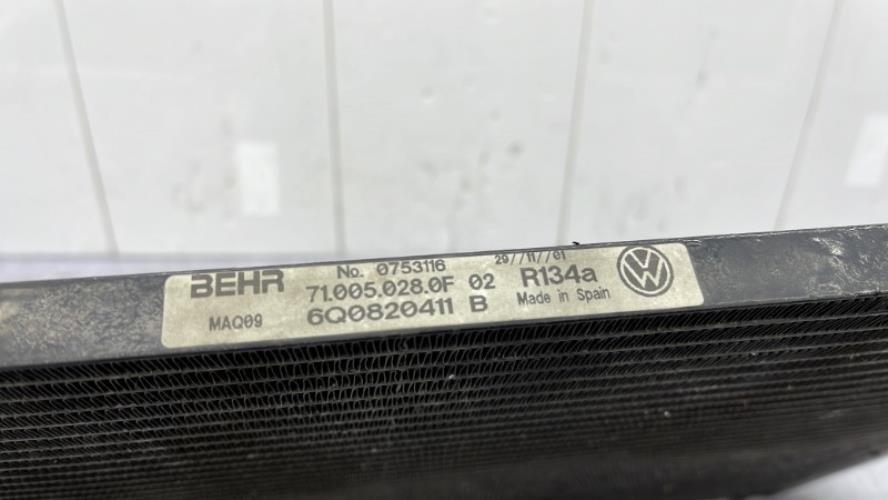 BEHR No. 0753116 29//11//01
71.005.028.0F 02 R134a
MAQ09 6Q0820411 B Made in Spain